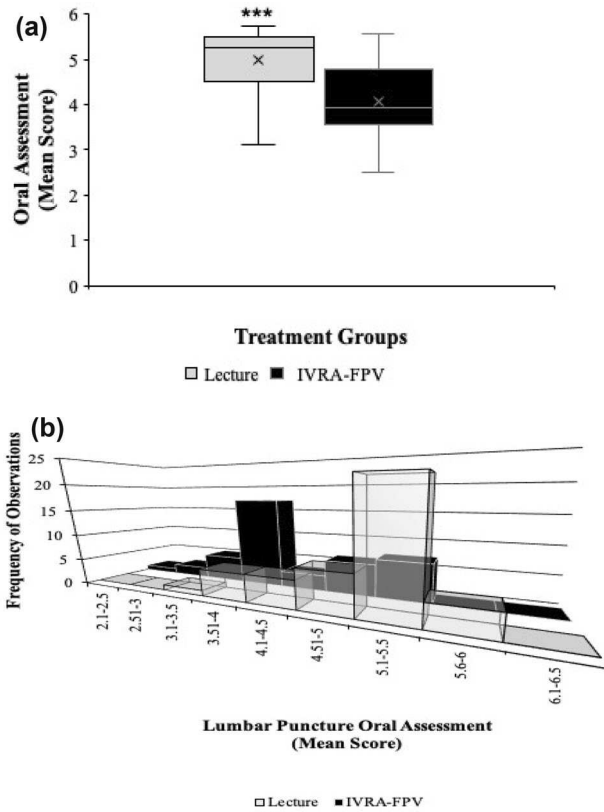 (a)
***
Oral Assessment
(Mean Score)
6
5
4
3
2
1
0
Treatment Groups
Lecture IVRA-FPV
(b)
Frequency of Observations
25
20
15
10
5
0
2.1-2.5
2.51-3
3.1-3.5
3.51-4
4.1-4.5
4.51-5
5.1-5.5
5.6-6
6.1-6.5
Lumbar Puncture Oral Assessment
(Mean Score)
Lecture IVRA-FPV